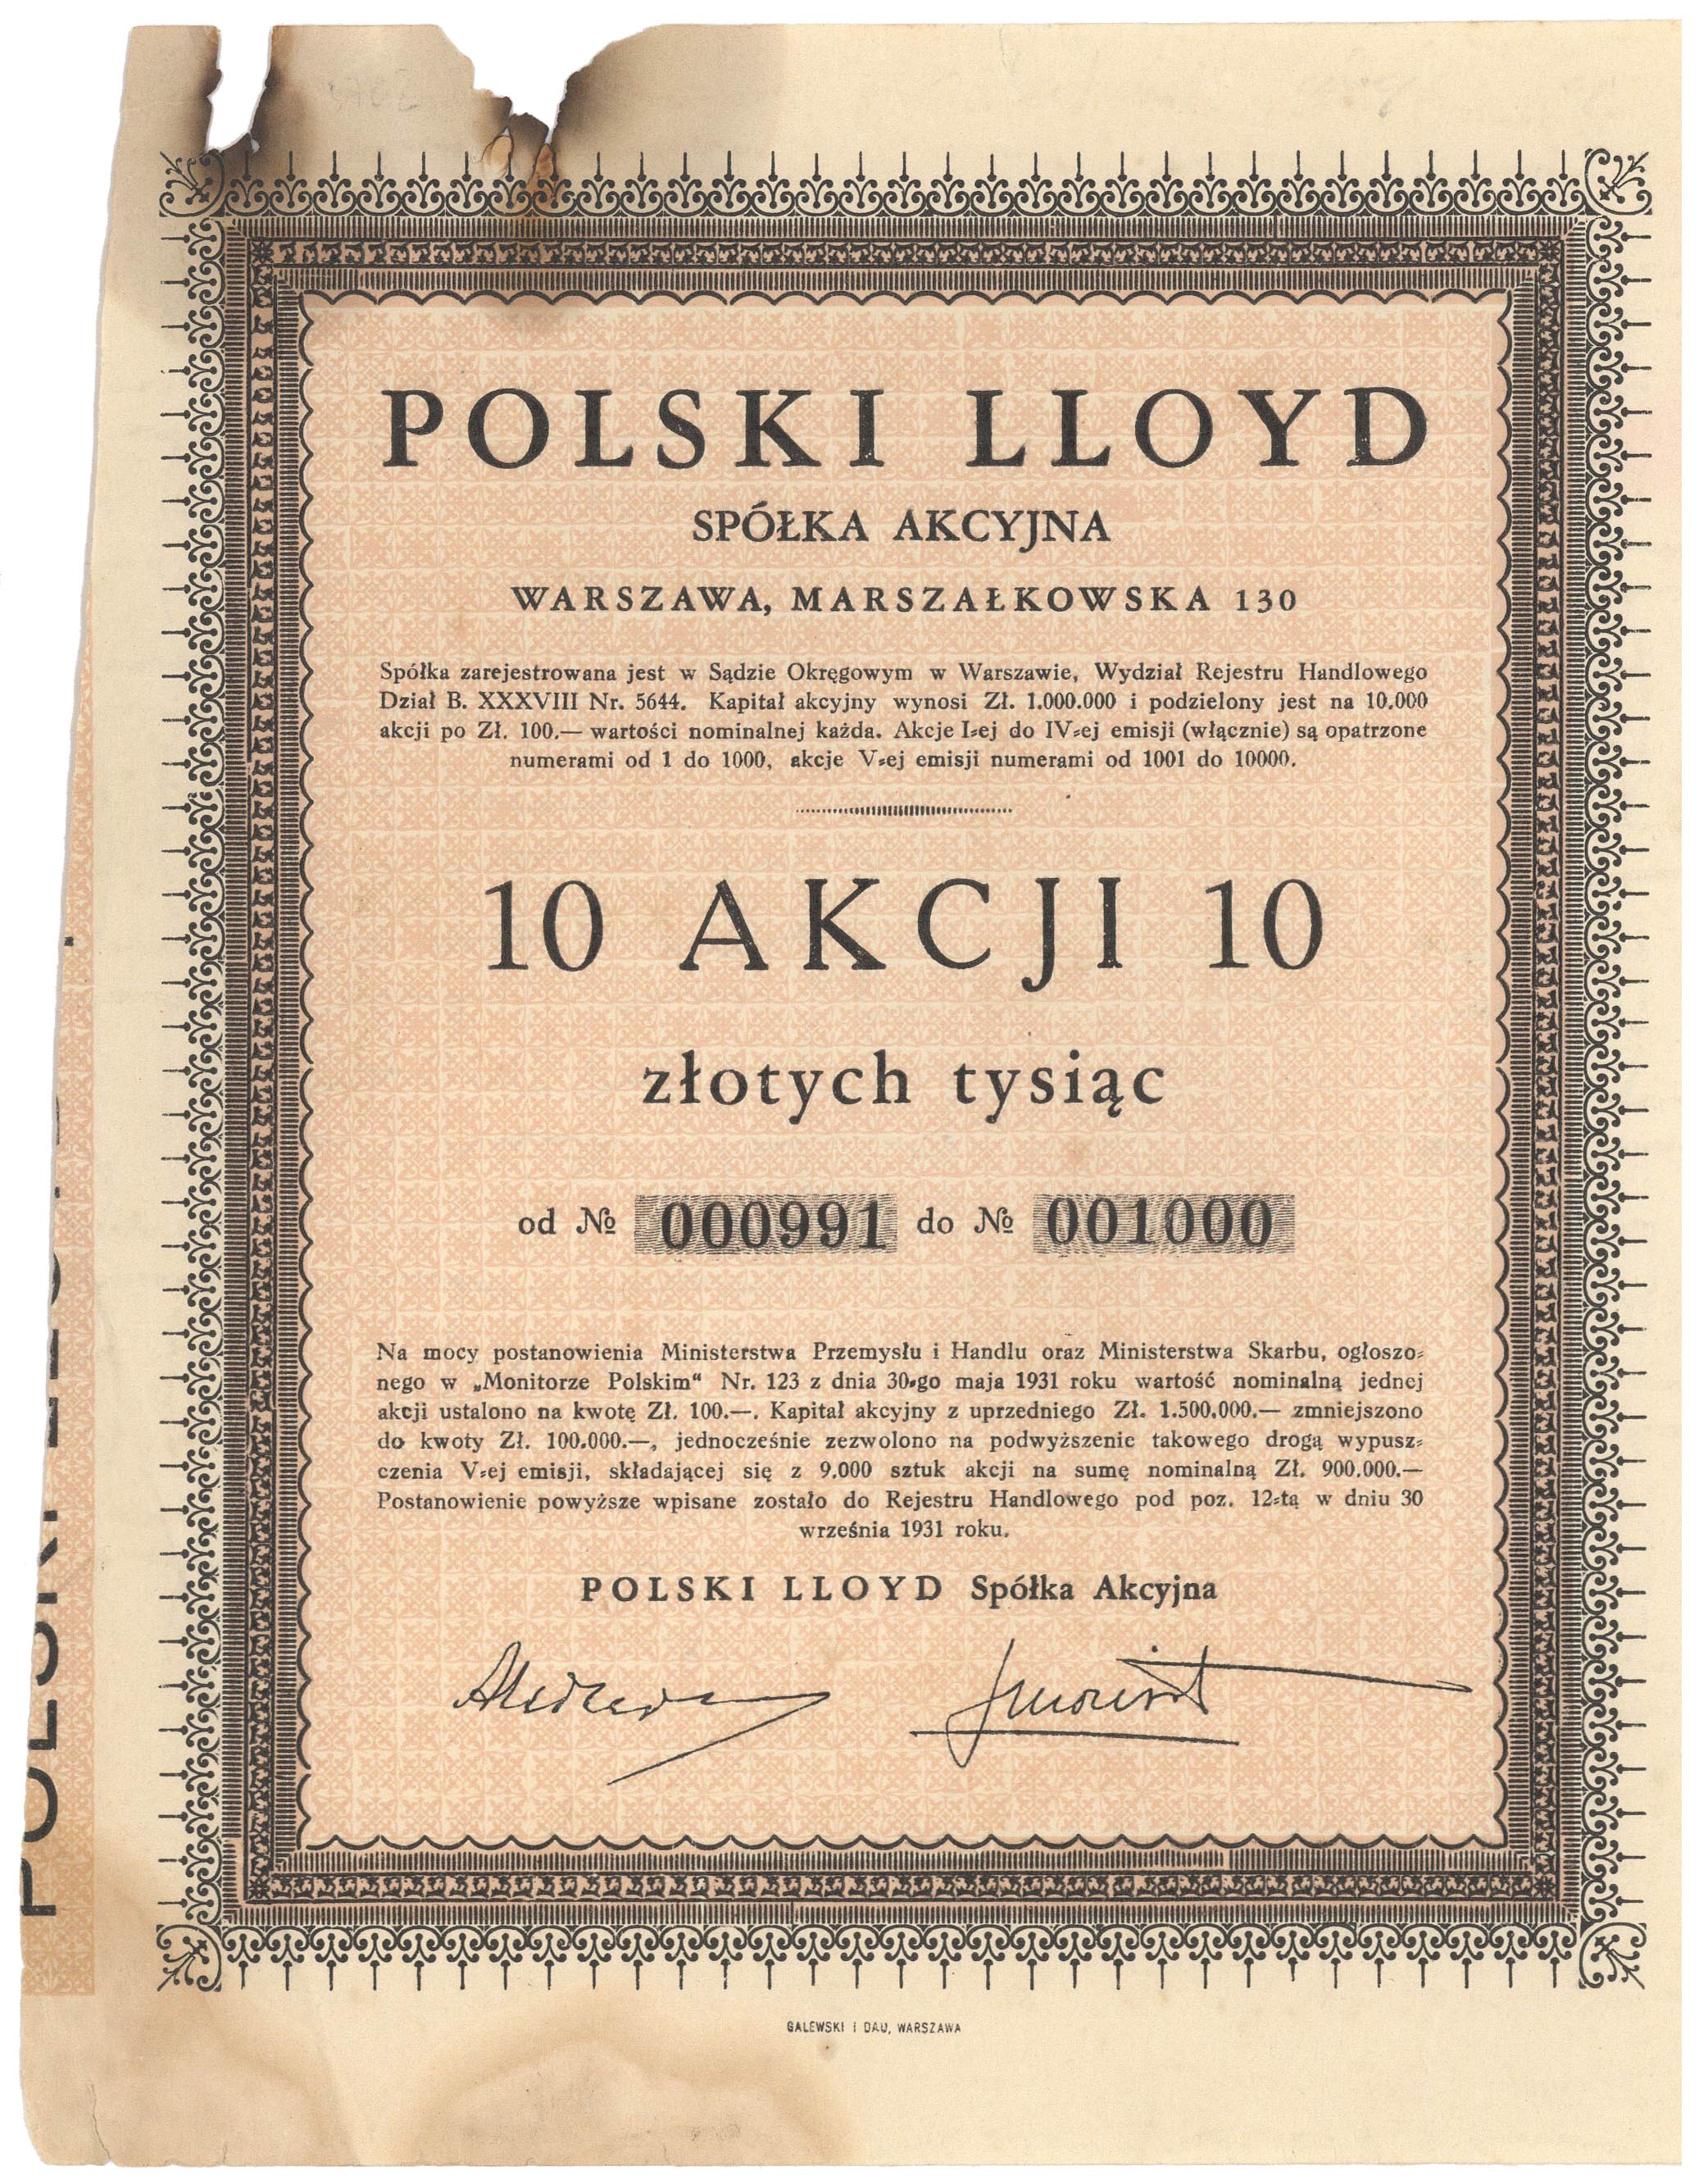 POLSKI LLOYD
SPÓŁKA AKCYJNA
WARSZAWA, MARSZAŁKOWSKA 130
Spółka zarejestrowana jest w Sądzie Okręgowym w Warszawie, Wydział Rejestru Handlowego
Dział B. XXXVIII Nr. 5644. Kapitał akcyjny wynosi Zł. 1.000.000 i podzielony jest na 10.000
akcji po Zł. 100.— wartości nominalnej każda. Akcje I-ej do IV-ej emisji (włącznie) są opatrzone
numerami od 1 do 1000, akcje V-ej emisji numerami od 1001 do 10000.
10 AKCJI 10
złotych tysiąc
od № 000991 do № 001000
Na mocy postanowienia Ministerstwa Przemysłu i Handlu oraz Ministerstwa Skarbu, ogłoszo-
nego w „Monitorze Polskim" Nr. 123 z dnia 30-go maja 1931 roku wartość nominalną jednej
akcji ustalono na kwotę Zł. 100.—. Kapitał akcyjny z uprzedniego Zł. 1.500.000.— zmniejszono
do kwoty Zł. 100.000.—, jednocześnie zezwolono na podwyższenie takowego drogą wypusz-
czenia V-ej emisji, składającej się z 9.000 sztuk akcji na sumę nominalną Zł. 900.000.—
Postanowienie powyższe wpisane zostało do Rejestru Handlowego pod poz. 12-tą w dniu 30
września 1931 roku.
POLSKI LLOYD Spółka Akcyjna
GALEWSKI I DAU, WARSZAWA